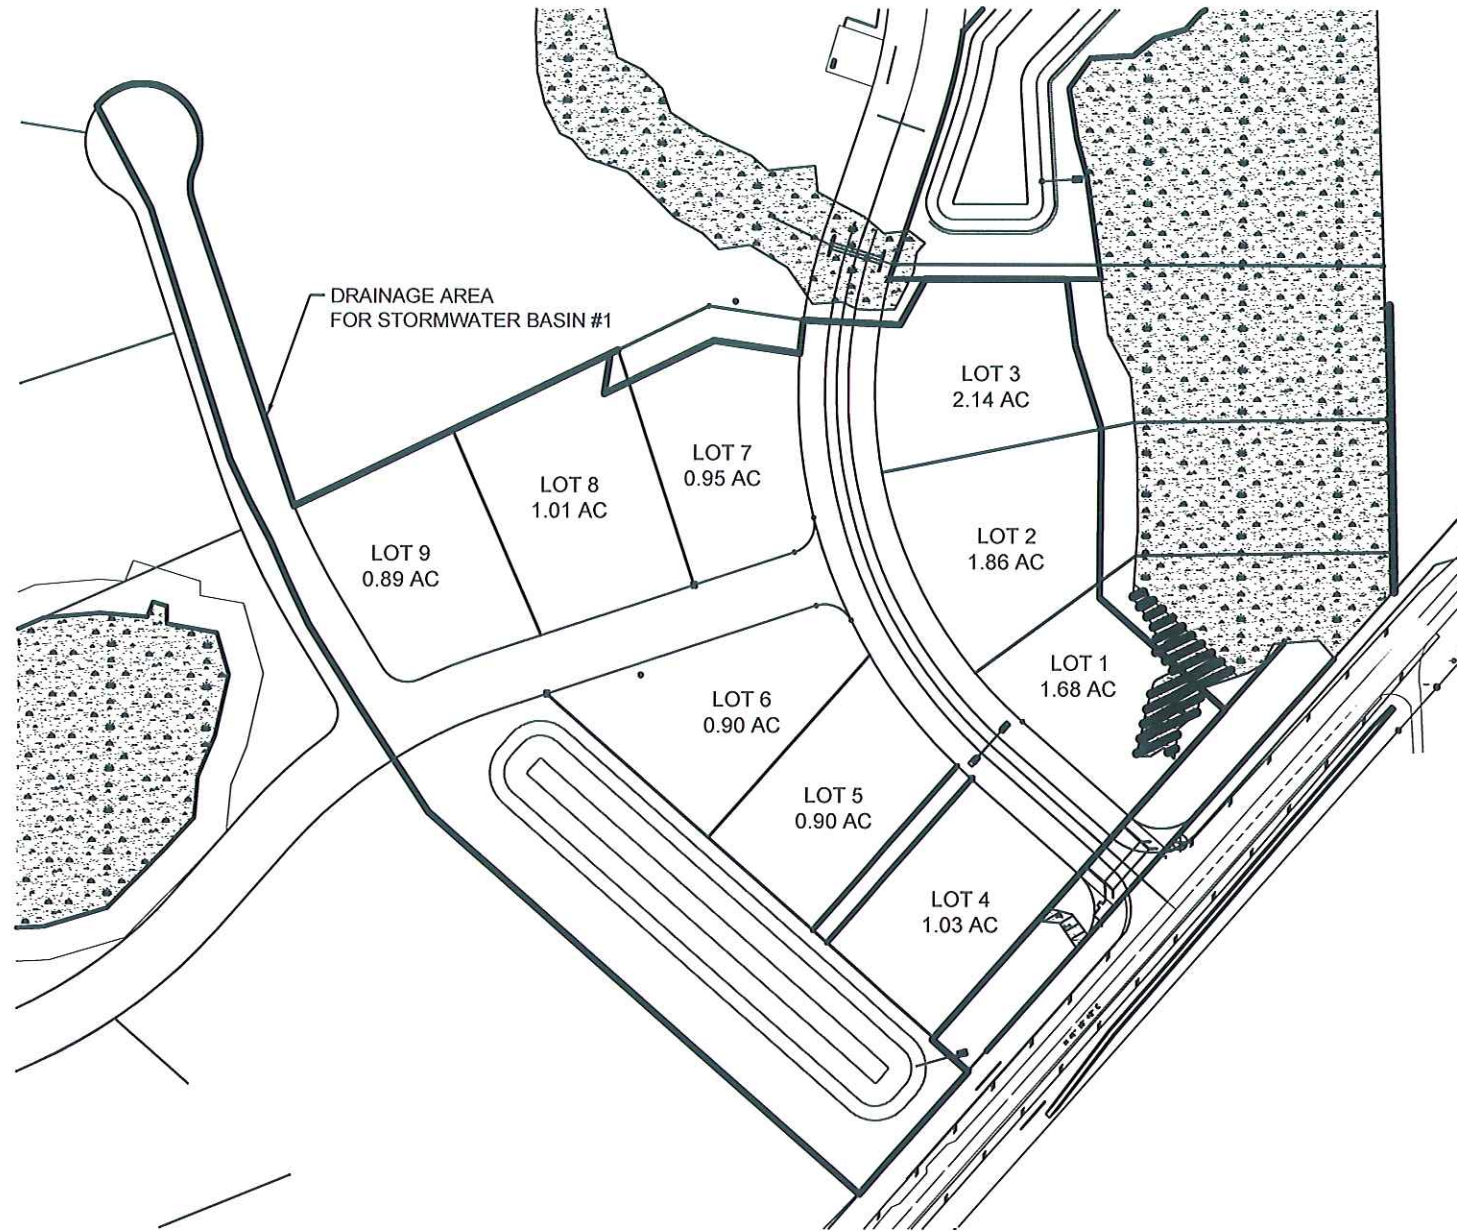 DRAINAGE AREA
FOR STORMWATER BASIN #1
LOT 3
2.14 AC
LOT 7
0.95 AC
LOT 8
1.01 AC
LOT 2
1.86 AC
LOT 9
0.89 AC
LOT 1
1.68 AC
LOT 6
0.90 AC
LOT 5
0.90 AC
LOT 4
1.03 AC